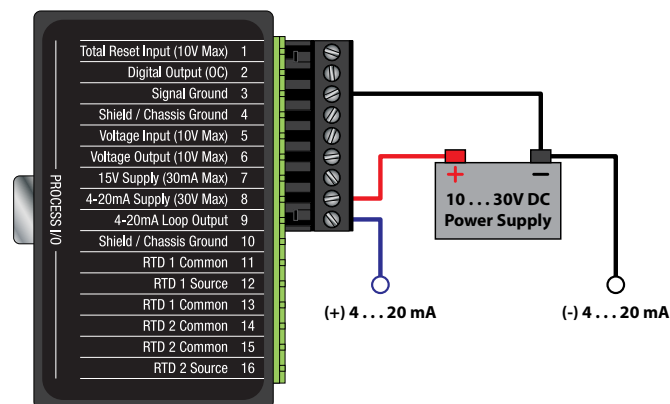 PROCESS I/O
Total Reset Input (10V Max) 1
Digital Output (OC) 2
Signal Ground 3
Shield / Chassis Ground 4
Voltage Input (10V Max) 5
Voltage Output (10V Max) 6
15V Supply (30mA Max) 7
4-20mA Supply (30V Max) 8
4-20mA Loop Output 9
Shield / Chassis Ground 10
RTD 1 Common 11
RTD 1 Source 12
RTD 1 Common 13
RTD 2 Common 14
RTD 2 Common 15
RTD 2 Source 16
+ −
10 . . . 30V DC
Power Supply
(+) 4 . . . 20 mA
(-) 4 . . . 20 mA